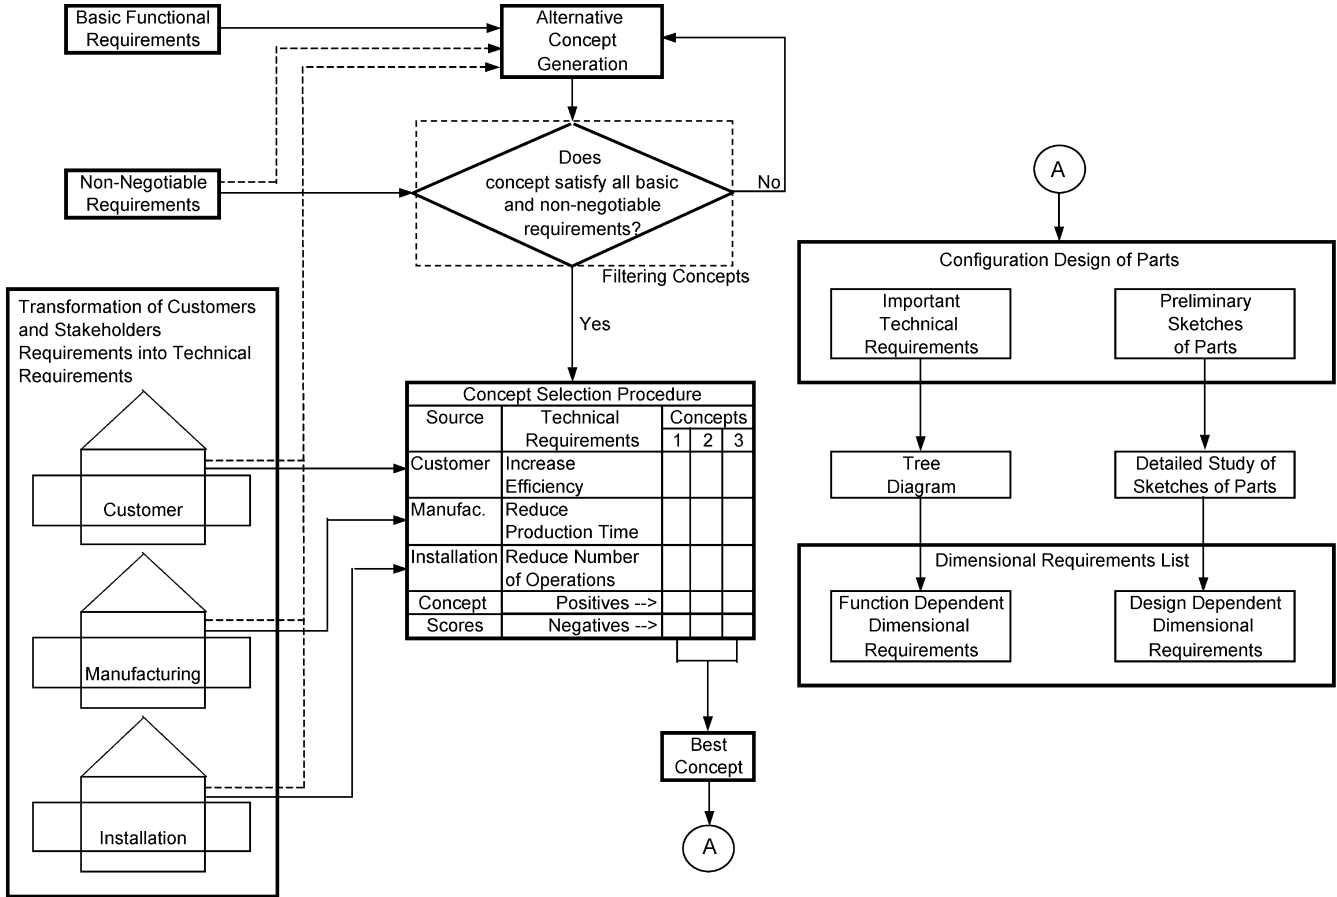 Basic Functional
Requirements
Alternative
Concept
Generation
Non-Negotiable
Requirements
Does
concept satisfy all basic
and non-negotiable
requirements?
No
Filtering Concepts
Yes
Transformation of Customers
and Stakeholders
Requirements into Technical
Requirements
Customer
Manufacturing
Installation
Concept Selection Procedure
Source
Technical
Requirements
Concepts
1 2 3
Customer
Increase
Efficiency
Manufac.
Reduce
Production Time
Installation
Reduce Number
of Operations
Concept
Scores
Positives -->
Negatives -->
Best
Concept
A
A
Configuration Design of Parts
Important
Technical
Requirements
Preliminary
Sketches
of Parts
Tree
Diagram
Detailed Study of
Sketches of Parts
Dimensional Requirements List
Function Dependent
Dimensional
Requirements
Design Dependent
Dimensional
Requirements